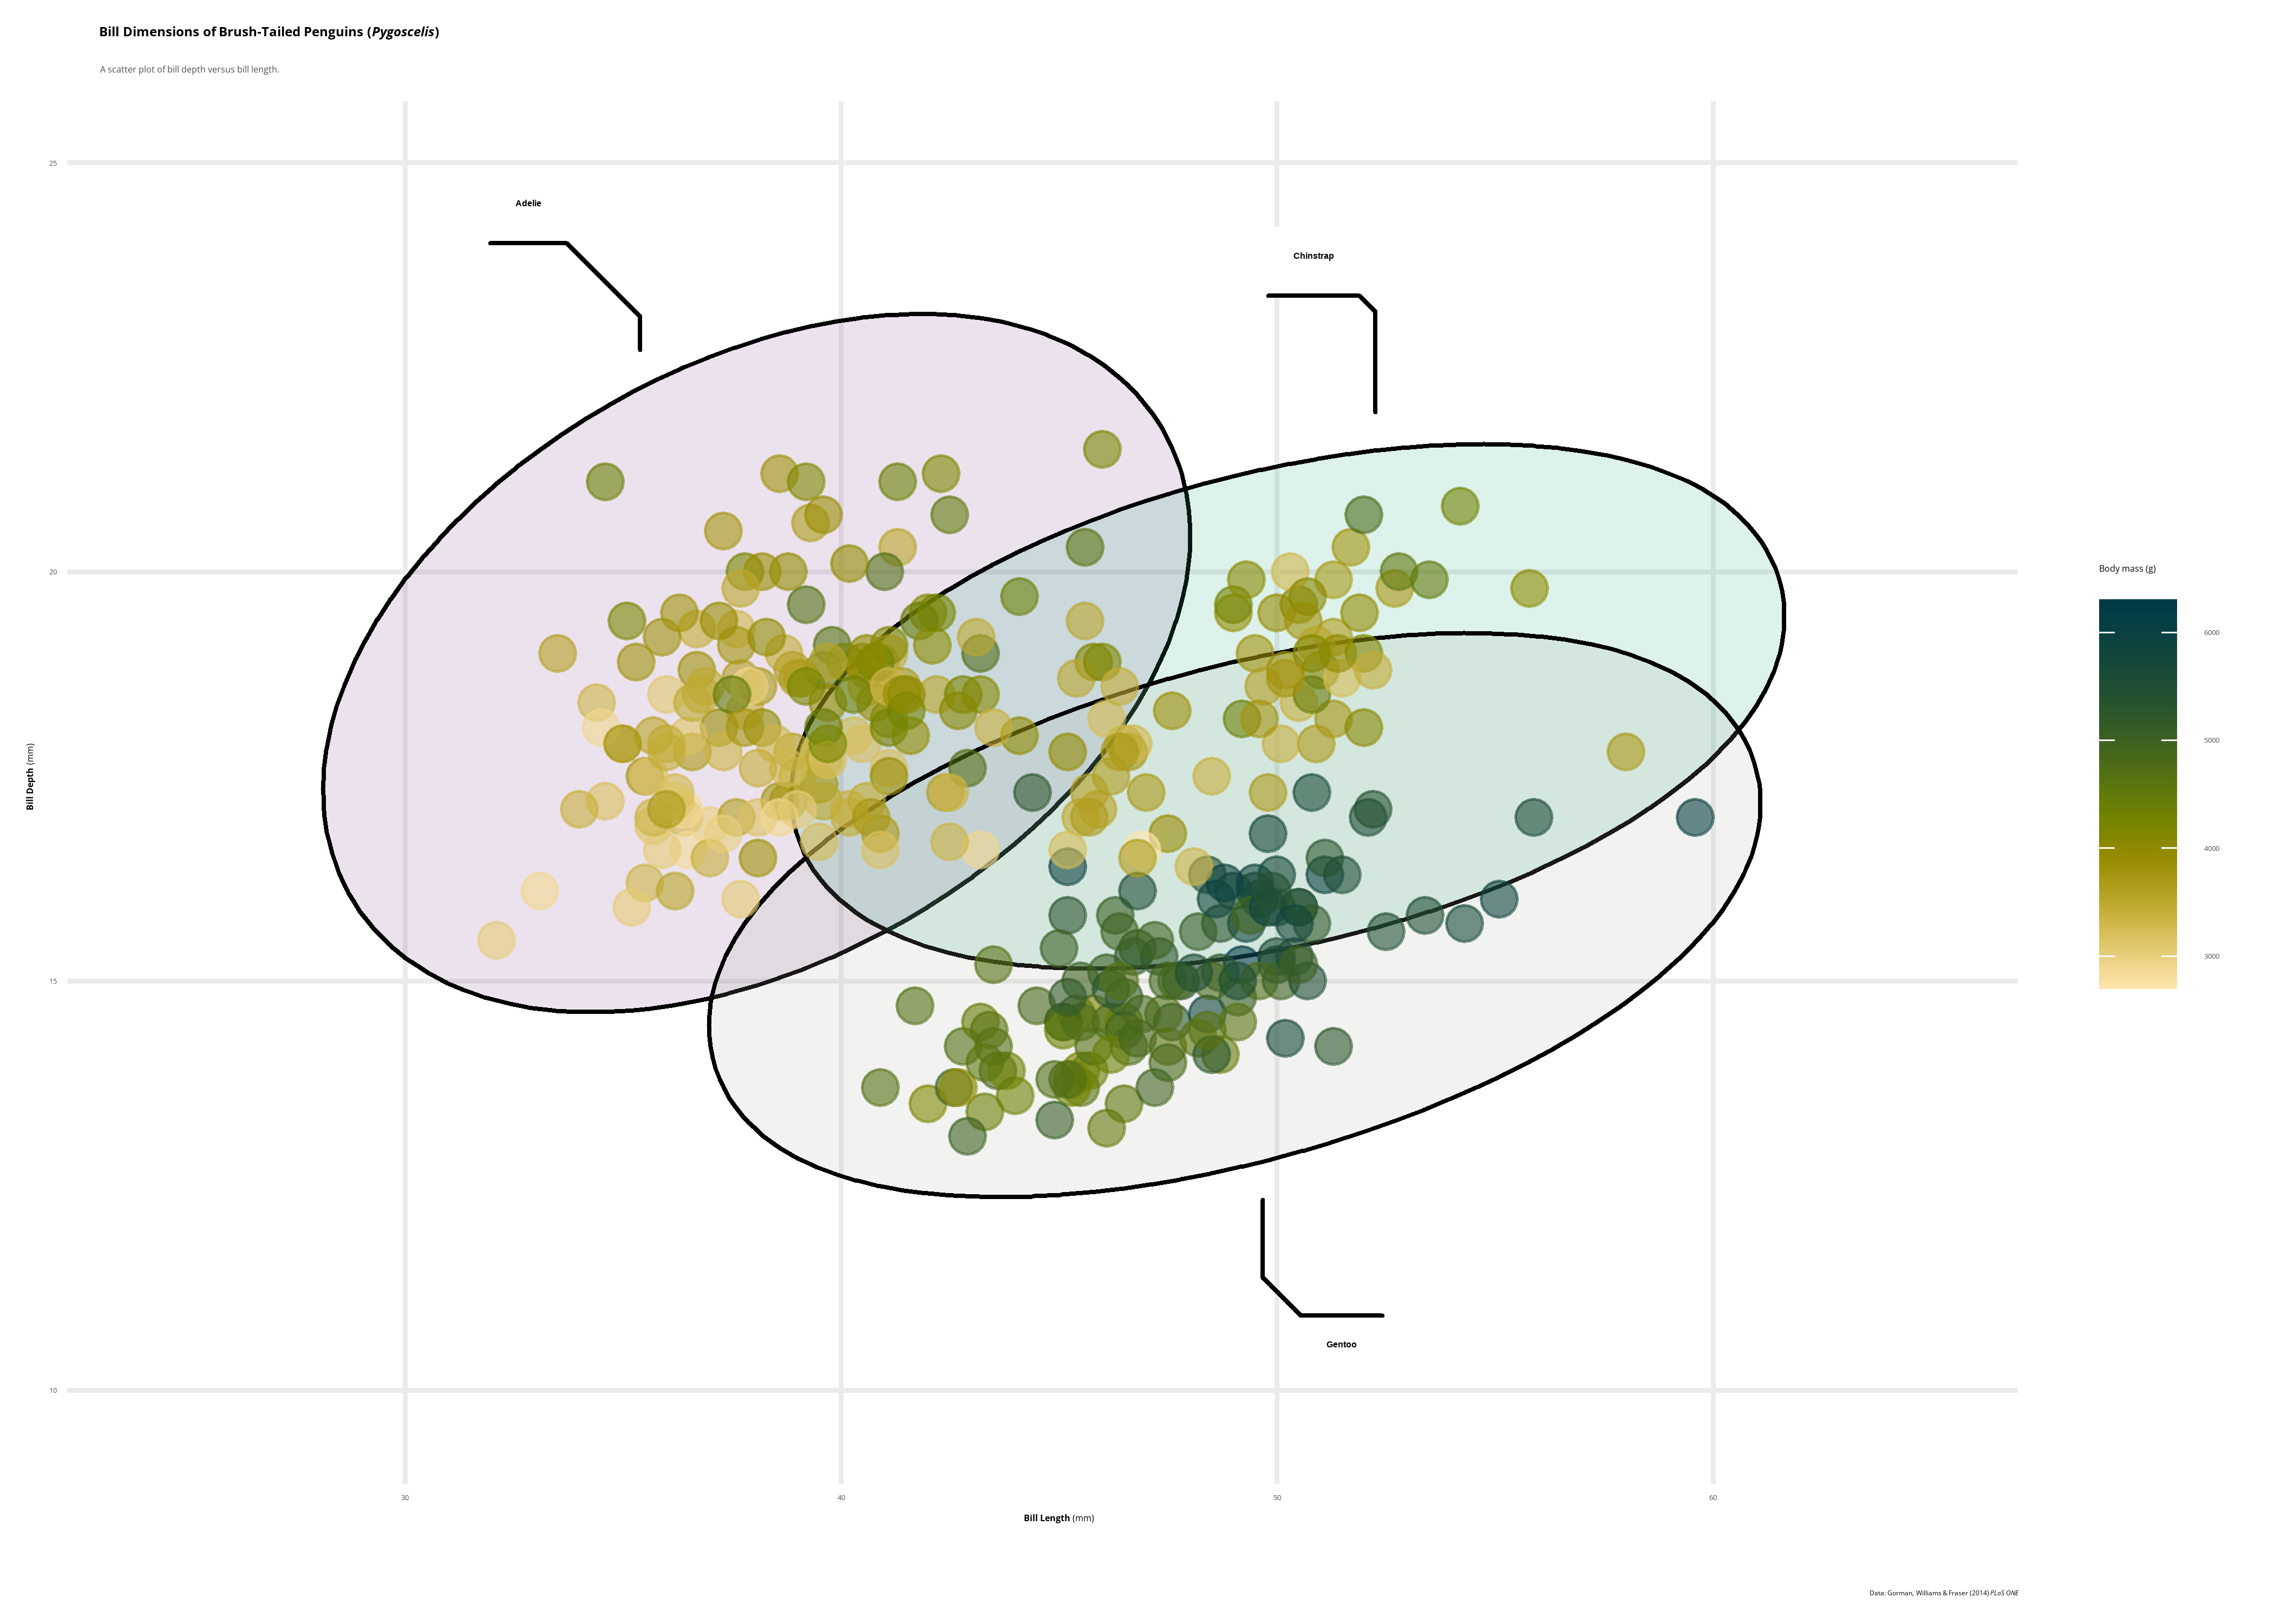 Bill Dimensions of Brush-Tailed Penguins (Pygoscelis)
A scatter plot of bill depth versus bill length.
25
20
15
10
Bill Depth (mm)
Adelie
Chinstrap
Gentoo
30 40 50 60
Bill Length (mm)
Body mass (g)
6000
5000
4000
3000
Data: Gorman, Williams & Fraser (2014) PLoS ONE